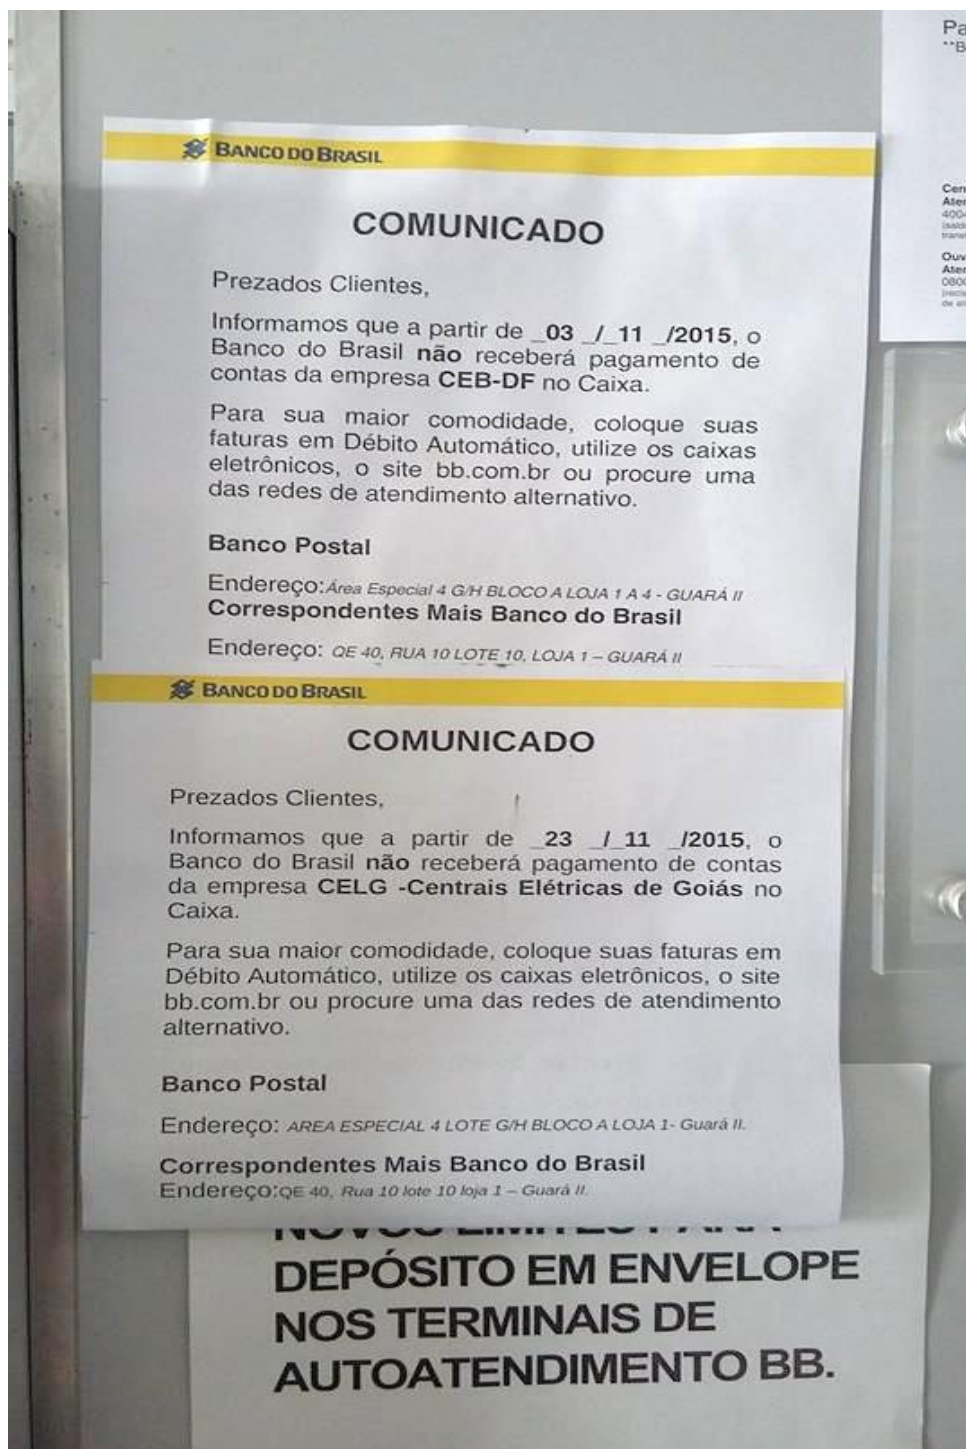 BANCO DO BRASIL
COMUNICADO
Prezados Clientes,
Informamos que a partir de _03 _/_11 _/2015, o
Banco do Brasil não receberá pagamento de
contas da empresa CEB-DF no Caixa.
Para sua maior comodidade, coloque suas
faturas em Débito Automático, utilize os caixas
eletrônicos, o site bb.com.br ou procure uma
das redes de atendimento alternativo.
Banco Postal
Endereço:Área Especial 4 G/H BLOCO A LOJA 1 A 4 - GUARÁ II
Correspondentes Mais Banco do Brasil
Endereço: QE 40, RUA 10 LOTE 10, LOJA 1 – GUARÁ II
BANCO DO BRASIL
COMUNICADO
Prezados Clientes,
Informamos que a partir de _23 _/_11 _/2015, o
Banco do Brasil não receberá pagamento de contas
da empresa CELG -Centrais Elétricas de Goiás no
Caixa.
Para sua maior comodidade, coloque suas faturas em
Débito Automático, utilize os caixas eletrônicos, o site
bb.com.br ou procure uma das redes de atendimento
alternativo.
Banco Postal
Endereço: AREA ESPECIAL 4 LOTE G/H BLOCO A LOJA 1- Guará II.
Correspondentes Mais Banco do Brasil
Endereço:QE 40, Rua 10 lote 10 loja 1 – Guará II.
NOVOS LIMITES PARA
DEPÓSITO EM ENVELOPE
NOS TERMINAIS DE
AUTOATENDIMENTO BB.